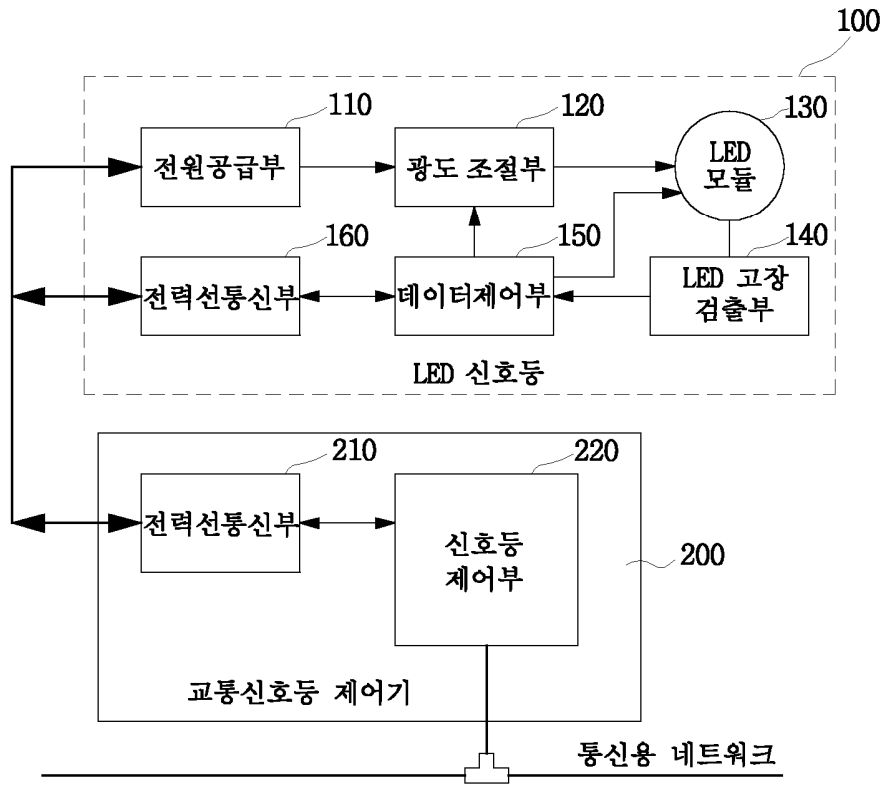 100
110
120
130
전원공급부
광도 조절부
LED
모듈
160
150
140
전력선통신부
데이터제어부
LED 고장
검출부
LED 신호등
210
220
전력선통신부
신호등
제어부
200
교통신호등 제어기
통신용 네트워크